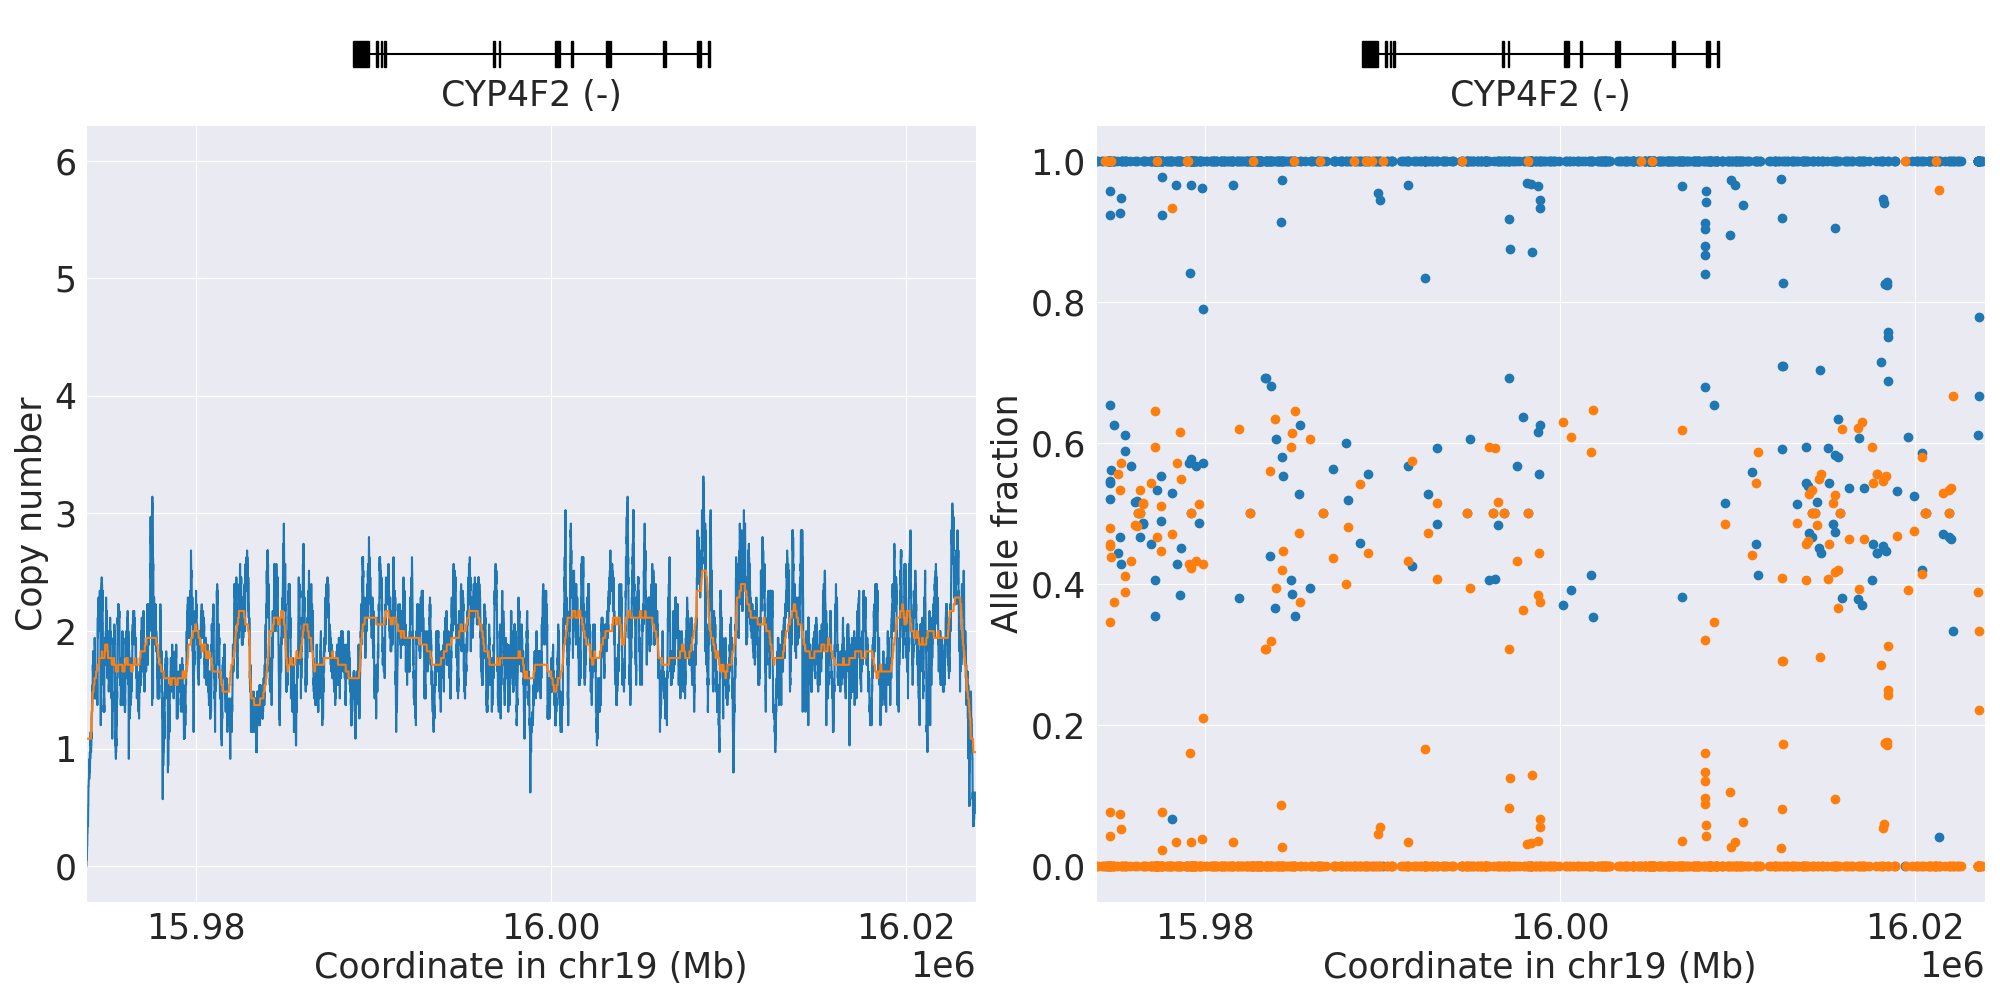 CYP4F2 (-)
6
5
4
3
2
1
0
Copy number
15.98
16.00
16.02
Coordinate in chr19 (Mb)
1e6
CYP4F2 (-)
1.0
0.8
0.6
0.4
0.2
0.0
Allele fraction
15.98
16.00
16.02
Coordinate in chr19 (Mb)
1e6